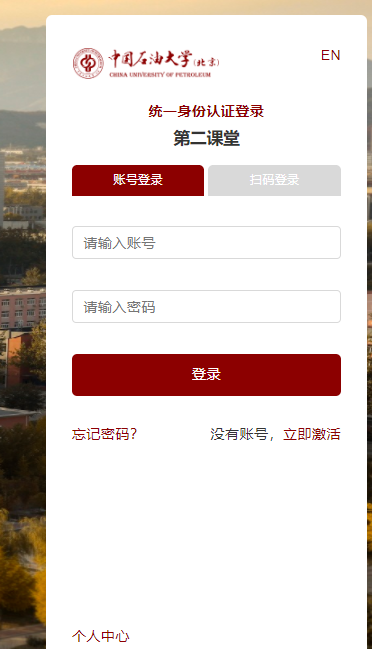 中国石油大学(北京)
CHINA UNIVERSITY OF PETROLEUM
EN
统一身份认证登录
第二课堂
账号登录 扫码登录
请输入账号
请输入密码
登录
忘记密码? 没有账号，立即激活
个人中心